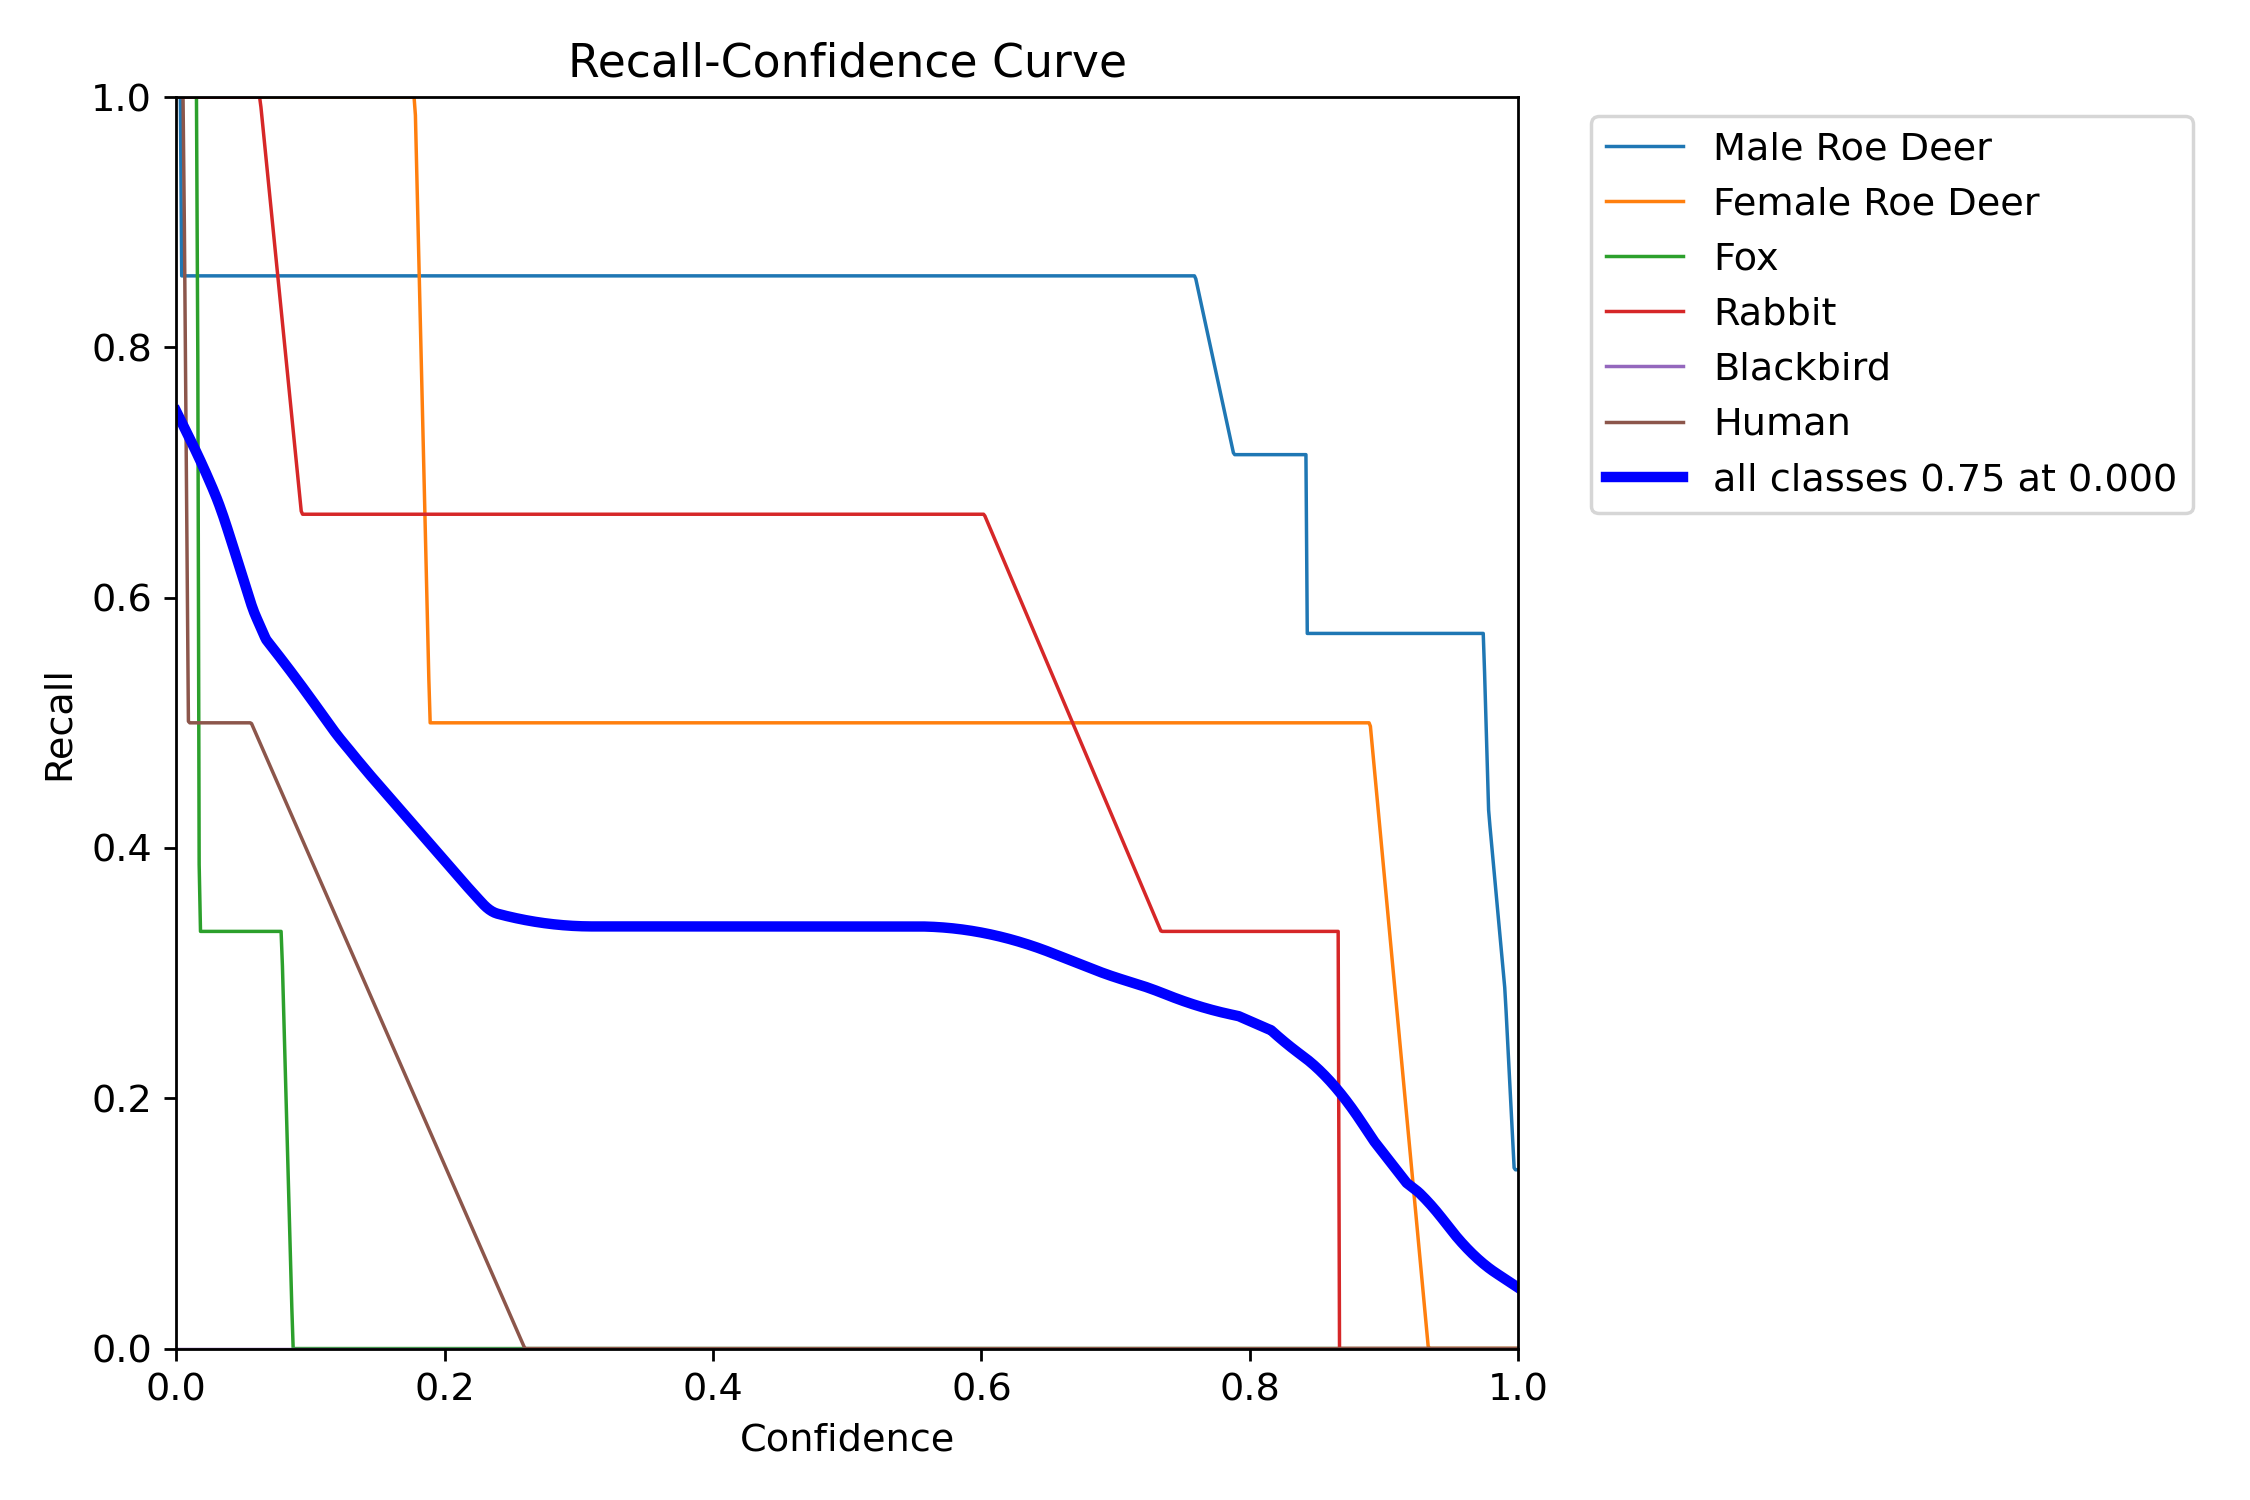 Recall-Confidence Curve
1.0
0.8
0.6
0.4
0.2
0.0
Recall
0.0 0.2 0.4 0.6 0.8 1.0
Confidence
Male Roe Deer
Female Roe Deer
Fox
Rabbit
Blackbird
Human
all classes 0.75 at 0.000